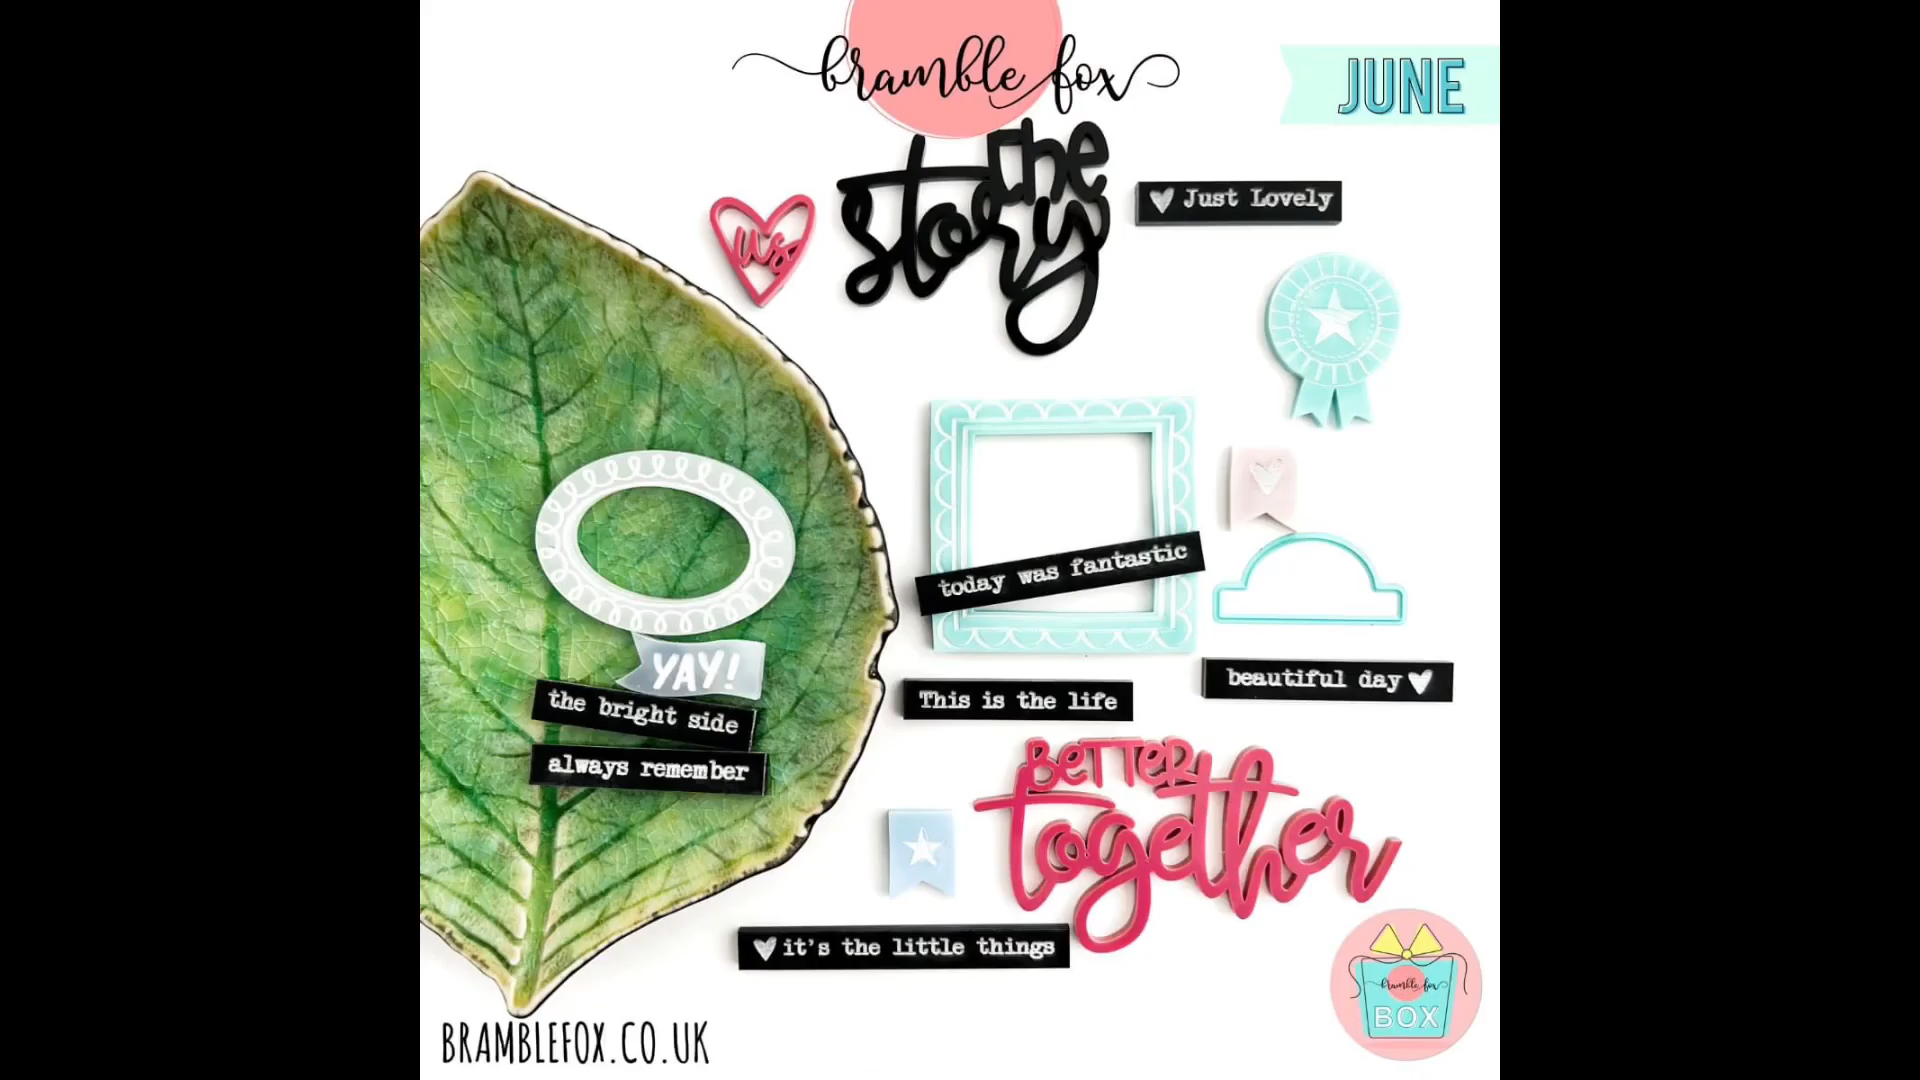 bramble fox
JUNE
the
story
us
Just Lovely
today was fantastic
YAY!
the bright side
always remember
This is the life
beautiful day
BETTER
together
it's the little things
bramble fox
BOX
BRAMBLEFOX.CO.UK